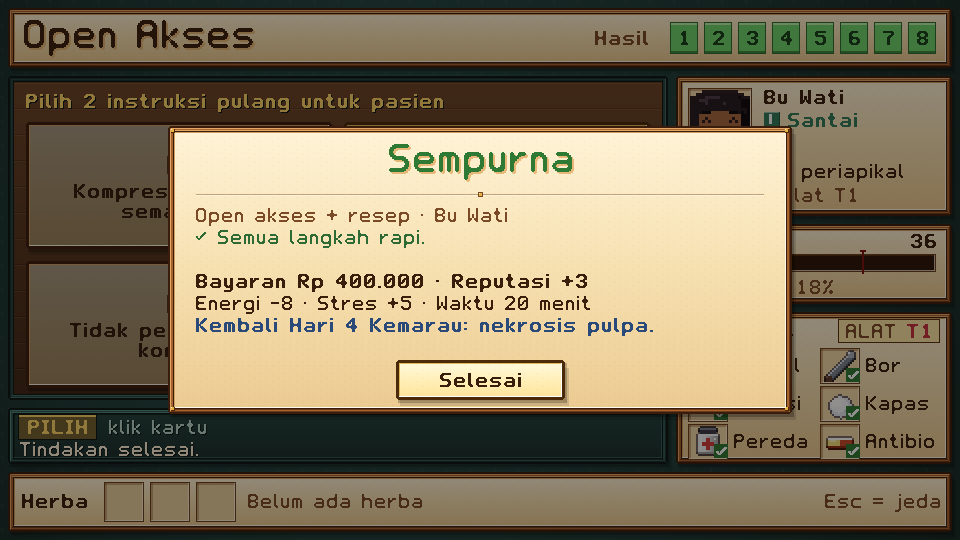 Open Akses
Hasil 1 2 3 4 5 6 7 8
Pilih 2 instruksi pulang untuk pasien
Kompres
Tidak
Bu Wati
Santai
periapikal
T1
36
18%
ALAT T1
Bor
Kapas
Pereda
Antibio
Sempurna
Open akses + resep · Bu Wati
✓ Semua langkah rapi.
Bayaran Rp 400.000 · Reputasi +3
Energi -8 · Stres +5 · Waktu 20 menit
Kembali Hari 4 Kemarau: nekrosis pulpa.
Selesai
PILIH klik kartu
Tindakan selesai.
Herba
Belum ada herba
Esc = jeda